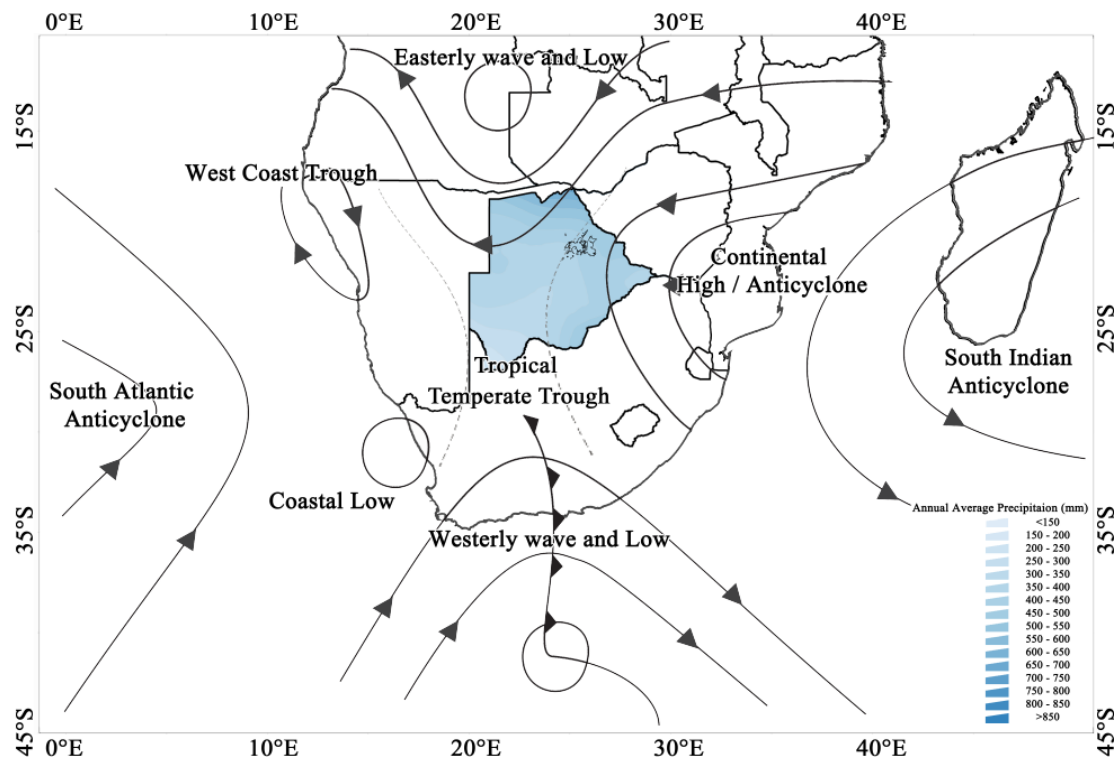 0°E 10°E 20°E 30°E 40°E
Easterly wave and Low
15°S 15°S
West Coast Trough
Continental
High / Anticyclone
25°S 25°S
South Atlantic
Anticyclone
Tropical
Temperate Trough
South Indian
Anticyclone
Coastal Low
Westerly wave and Low
35°S 35°S
Annual Average Precipitaion (mm)
<150
150 - 200
200 - 250
250 - 300
300 - 350
350 - 400
400 - 450
450 - 500
500 - 550
550 - 600
600 - 650
650 - 700
700 - 750
750 - 800
800 - 850
>850
45°S 45°S
0°E 10°E 20°E 30°E 40°E